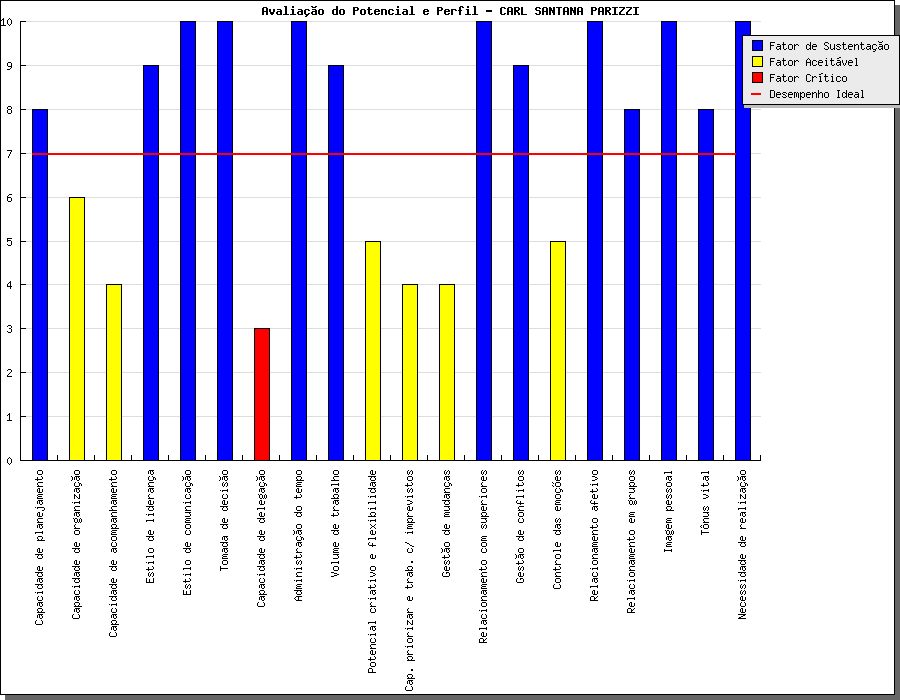 Avaliação do Potencial e Perfil - CARL SANTANA PARIZZI
10
9
8
7
6
5
4
3
2
1
0
Fator de Sustentação
Fator Aceitável
Fator Crítico
Desempenho Ideal
Capacidade de planejamento
Capacidade de organização
Capacidade de acompanhamento
Estilo de liderança
Estilo de comunicação
Tomada de decisão
Capacidade de delegação
Administração do tempo
Volume de trabalho
Potencial criativo e flexibilidade
Cap. priorizar e trab. c/ imprevistos
Gestão de mudanças
Relacionamento com superiores
Gestão de conflitos
Controle das emoções
Relacionamento afetivo
Relacionamento em grupos
Imagem pessoal
Tônus vital
Necessidade de realização